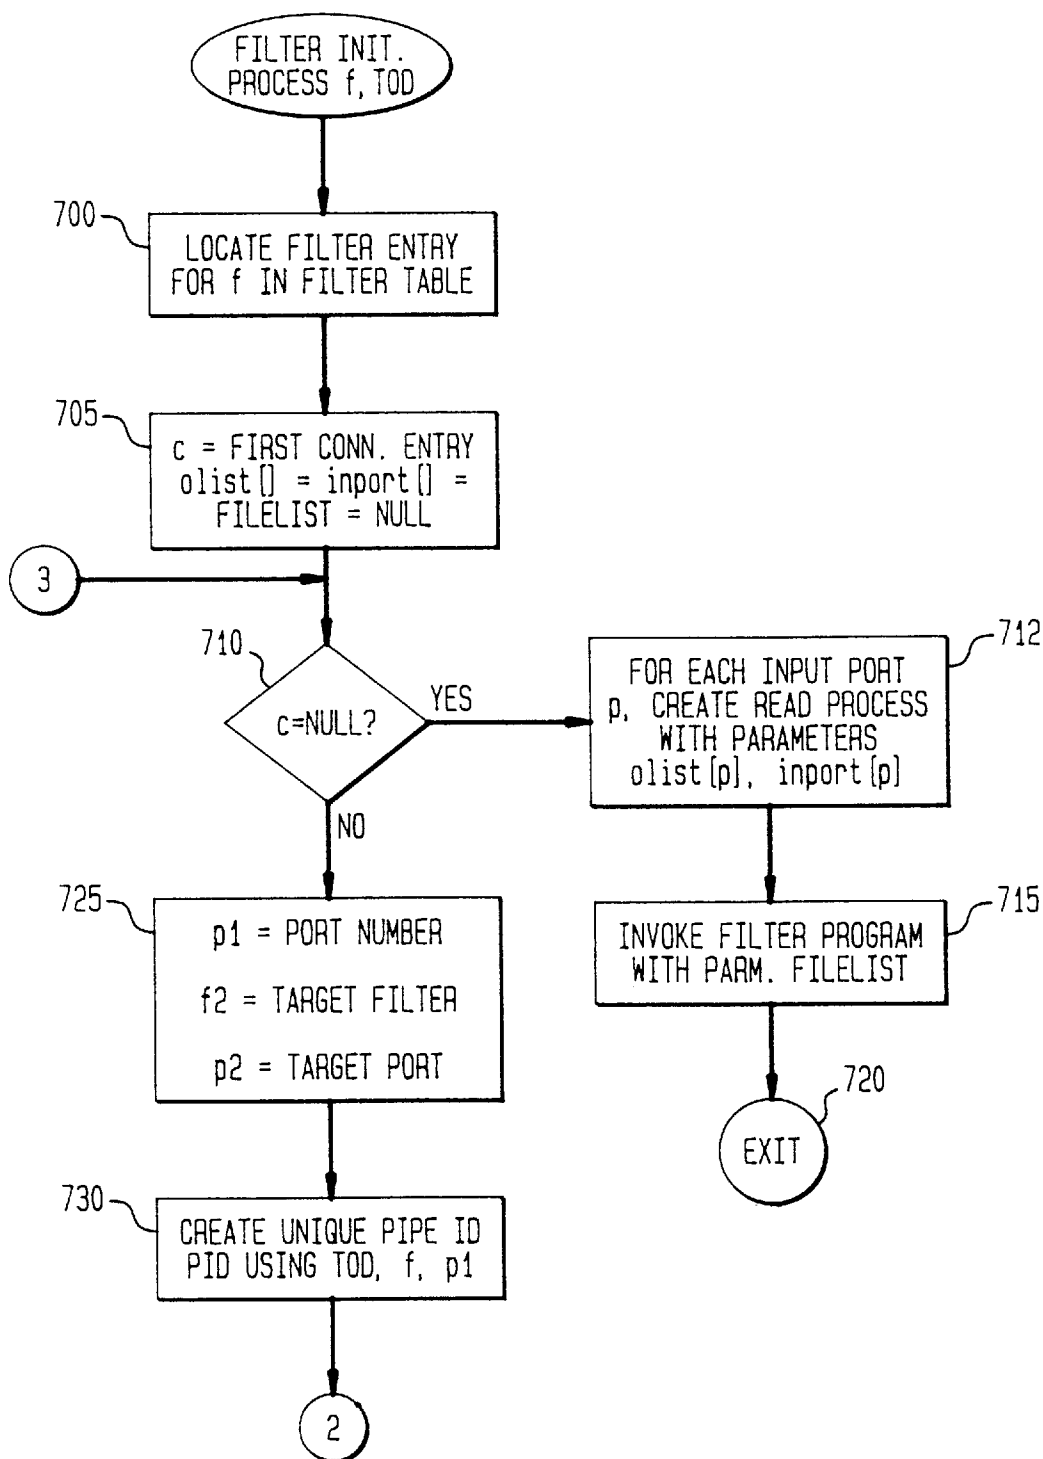 FILTER INIT.
PROCESS f, TOD
700
LOCATE FILTER ENTRY
FOR f IN FILTER TABLE
705
c = FIRST CONN. ENTRY
olist[] = inport[] =
FILELIST = NULL
3
710
c=NULL?
YES
NO
712
FOR EACH INPUT PORT
p, CREATE READ PROCESS
WITH PARAMETERS
olist[p], inport[p]
715
INVOKE FILTER PROGRAM
WITH PARM. FILELIST
720
EXIT
725
p1 = PORT NUMBER
f2 = TARGET FILTER
p2 = TARGET PORT
730
CREATE UNIQUE PIPE ID
PID USING TOD, f, p1
2